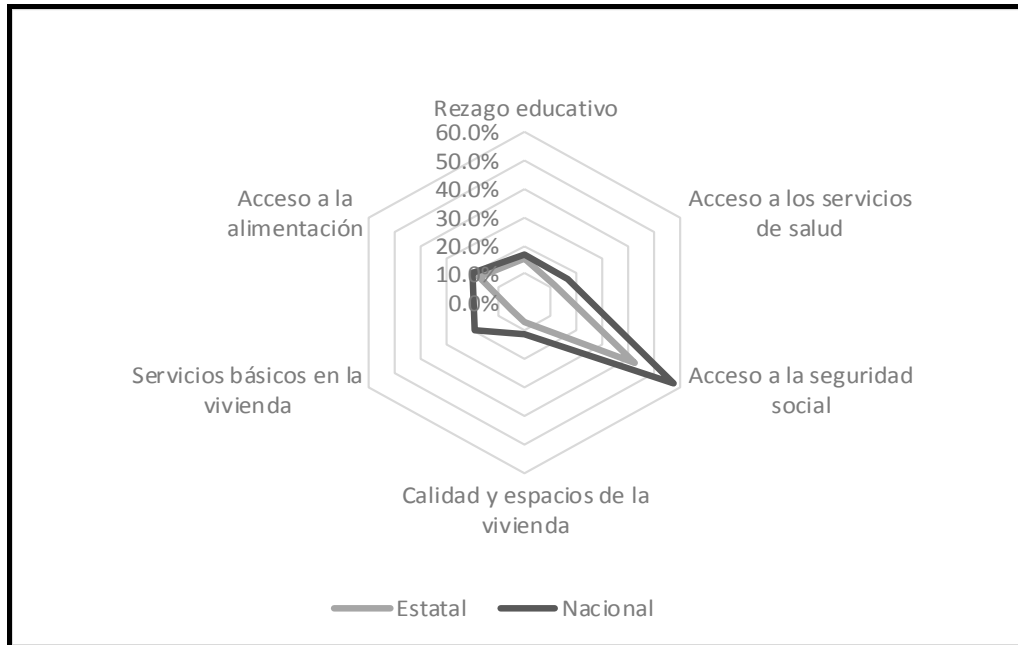 Rezago educativo
60.0%
50.0%
40.0%
30.0%
20.0%
10.0%
0.0%
Acceso a los servicios
de salud
Acceso a la seguridad
social
Calidad y espacios de la
vivienda
Servicios básicos en la
vivienda
Acceso a la
alimentación
Estatal
Nacional